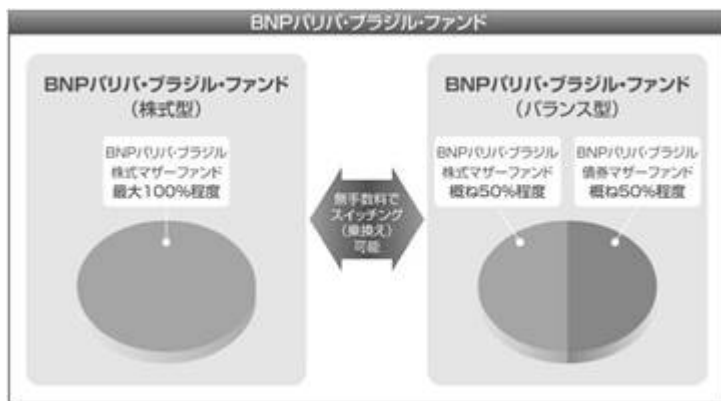 BNPパリバ・ブラジル・ファンド
BNPパリバ・ブラジル・ファンド
（株式型）
BNPパリバ・ブラジル
株式マザーファンド
最大100%程度
無手数料で
スイッチング
（乗換え）
可能
BNPパリバ・ブラジル・ファンド
（バランス型）
BNPパリバ・ブラジル
株式マザーファンド
概ね50%程度
BNPパリバ・ブラジル
債券マザーファンド
概ね50%程度